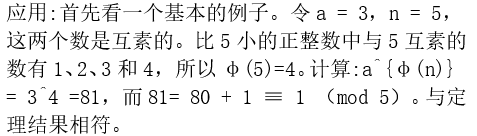 应用:首先看一个基本的例子。令a = 3，n = 5，
这两个数是互素的。比5小的正整数中与5互素的
数有1、2、3和4，所以 φ(5)=4。计算:a^{φ(n)}
= 3^4 =81，而81= 80 + 1 ≡ 1 （mod 5）。与定
理结果相符。